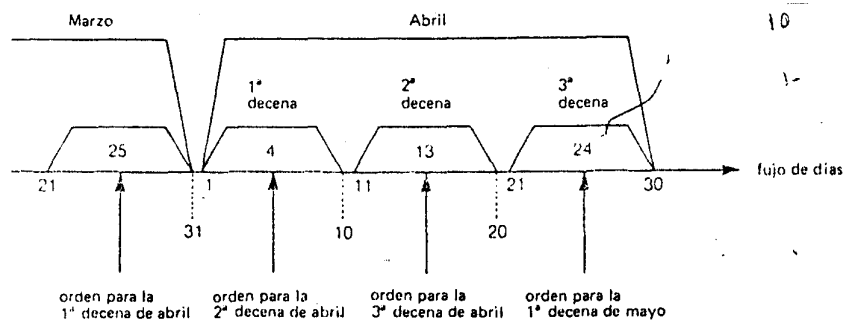 Marzo
Abril
10
1ª decena
2ª decena
3ª decena
25
4
13
24
21
1
11
21
30
fujo de días
31
10
20
orden para la
1ª decena de abril
orden para la
2ª decena de abril
orden para la
3ª decena de abril
orden para la
1ª decena de mayo